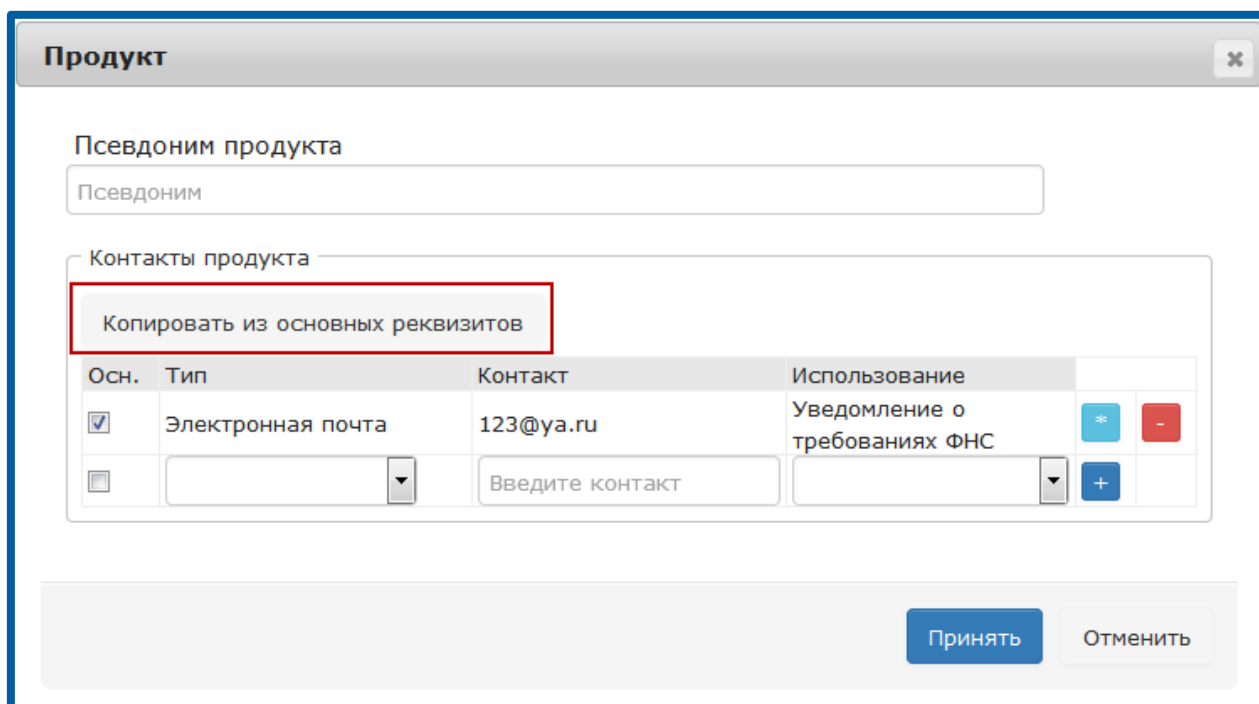 Продукт
Псевдоним продукта
Псевдоним
Контакты продукта
Копировать из основных реквизитов
Осн. Тип Контакт Использование
Электронная почта 123@ya.ru Уведомление о требованиях ФНС * -
Введите контакт +
Принять Отменить